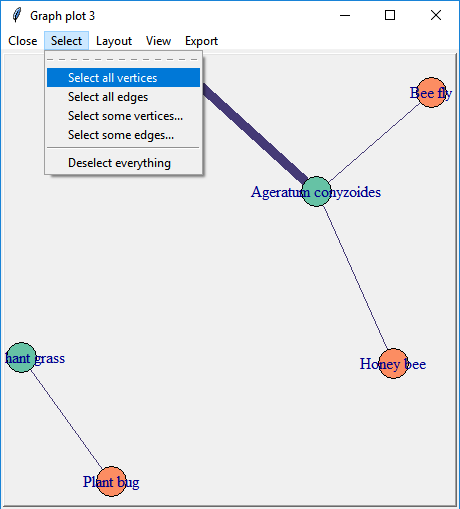 Graph plot 3
Close Select Layout View Export
Select all vertices
Select all edges
Select some vertices...
Select some edges...
Deselect everything
Bee fly
Ageratum conyzoides
hant grass
Honey bee
Plant bug